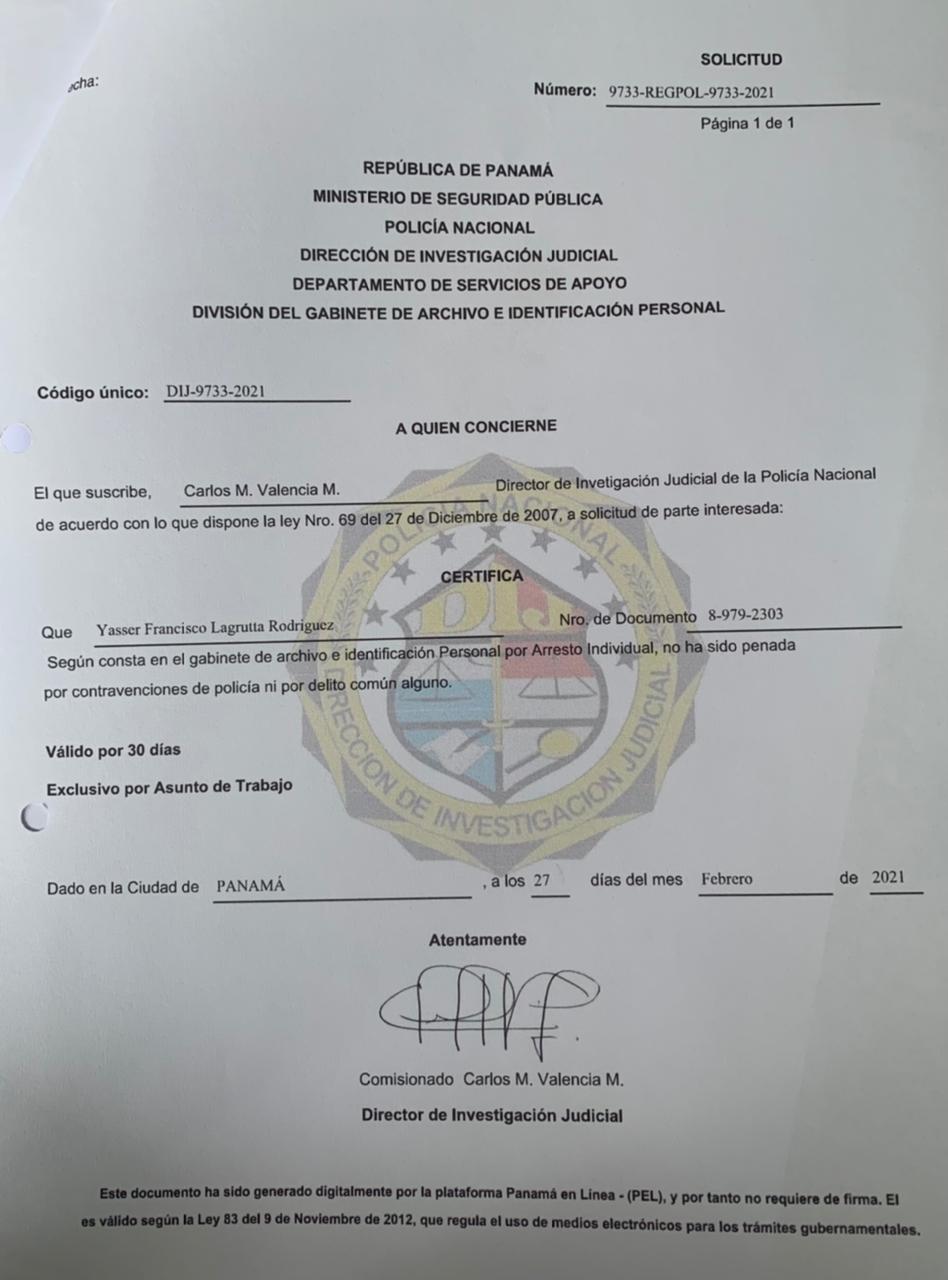 SOLICITUD
cha:
Número: 9733-REGPOL-9733-2021
Página 1 de 1
REPÚBLICA DE PANAMÁ
MINISTERIO DE SEGURIDAD PÚBLICA
POLICÍA NACIONAL
DIRECCIÓN DE INVESTIGACIÓN JUDICIAL
DEPARTAMENTO DE SERVICIOS DE APOYO
DIVISIÓN DEL GABINETE DE ARCHIVO E IDENTIFICACIÓN PERSONAL
Código único: DIJ-9733-2021
A QUIEN CONCIERNE
El que suscribe, Carlos M. Valencia M. Director de Invetigación Judicial de la Policía Nacional
de acuerdo con lo que dispone la ley Nro. 69 del 27 de Diciembre de 2007, a solicitud de parte interesada:
POLICIA NACIONAL
CERTIFICA
DIJ
Que Yasser Francisco Lagrutta Rodriguez Nro. de Documento 8-979-2303
Según consta en el gabinete de archivo e identificación Personal por Arresto Individual, no ha sido penada
por contravenciones de policía ni por delito común alguno.
Válido por 30 días
Exclusivo por Asunto de Trabajo
DIRECCION DE INVESTIGACION JUDICIAL
Dado en la Ciudad de PANAMÁ , a los 27 días del mes Febrero de 2021
Atentamente
Comisionado Carlos M. Valencia M.
Director de Investigación Judicial
Este documento ha sido generado digitalmente por la plataforma Panamá en Línea - (PEL), y por tanto no requiere de firma. El
es válido según la Ley 83 del 9 de Noviembre de 2012, que regula el uso de medios electrónicos para los trámites gubernamentales.